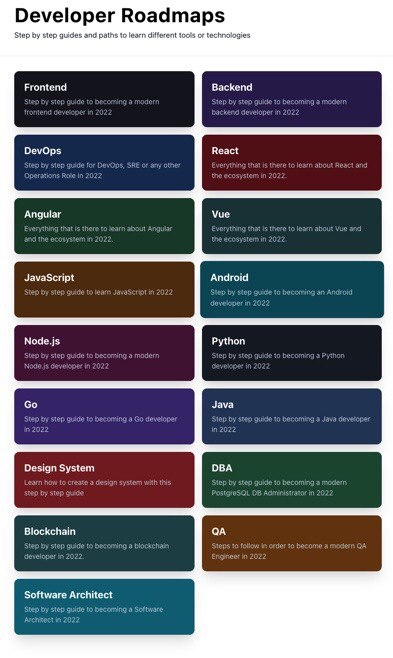 Developer Roadmaps
Step by step guides and paths to learn different tools or technologies
Frontend
Step by step guide to becoming a modern
frontend developer in 2022
Backend
Step by step guide to becoming a modern
backend developer in 2022
DevOps
Step by step guide for DevOps, SRE or any other
Operations Role in 2022
React
Everything that is there to learn about React and
the ecosystem in 2022.
Angular
Everything that is there to learn about Angular
and the ecosystem in 2022.
Vue
Everything that is there to learn about Vue and
the ecosystem in 2022.
JavaScript
Step by step guide to learn JavaScript in 2022
Android
Step by step guide to becoming an Android
developer in 2022
Node.js
Step by step guide to becoming a modern
Node.js developer in 2022
Python
Step by step guide to becoming a Python
developer in 2022
Go
Step by step guide to becoming a Go developer
in 2022
Java
Step by step guide to becoming a Java developer
in 2022
Design System
Learn how to create a design system with this
step by step guide
DBA
Step by step guide to becoming a modern
PostgreSQL DB Administrator in 2022
Blockchain
Step by step guide to becoming a blockchain
developer in 2022.
QA
Steps to follow in order to become a modern QA
Engineer in 2022
Software Architect
Step by step guide to becoming a Software
Architect in 2022